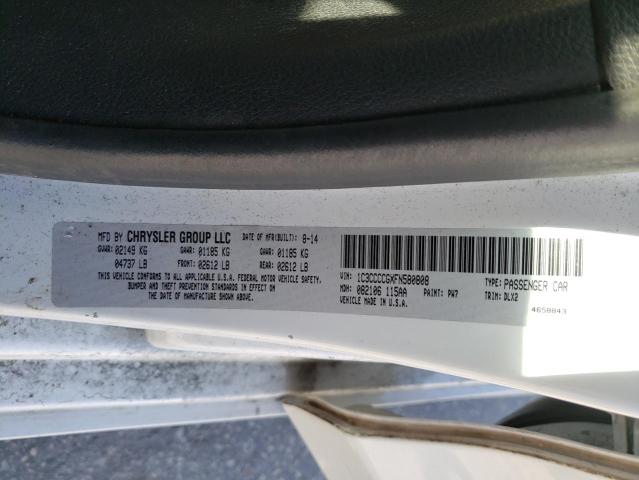 MFD BY CHRYSLER GROUP LLC DATE OF MFR(BUILT): 8-14
GVWR: 02149 KG GAWR: 01185 KG GAWR: 01185 KG
04737 LB FRONT: 02612 LB REAR: 02612 LB
THIS VEHICLE CONFORMS TO ALL APPLICABLE U.S.A. FEDERAL MOTOR VEHICLE SAFETY,
BUMPER AND THEFT PREVENTION STANDARDS IN EFFECT ON
THE DATE OF MANUFACTURE SHOWN ABOVE.
VIN: 1C3CCCCGXFN580808 TYPE: PASSENGER CAR
MDH: 082106 115AA PAINT: PW7 TRIM: DLX2
VEHICLE MADE IN U.S.A.
4658843